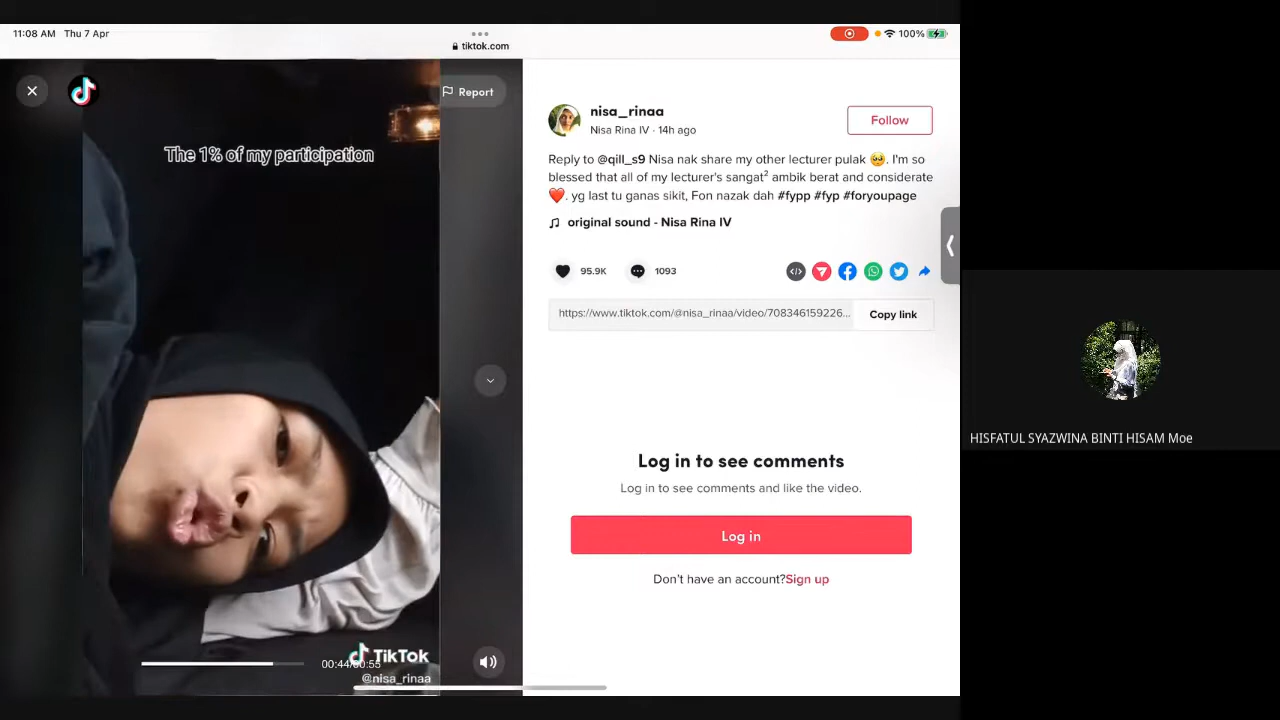 11:08 AM Thu 7 Apr
tiktok.com
100%
Report
The 1% of my participation
nisa_rinaa
Nisa Rina IV · 14h ago
Follow
Reply to @qill_s9 Nisa nak share my other lecturer pulak 🥺. I'm so
blessed that all of my lecturer's sangat² ambik berat and considerate
❤️. yg last tu ganas sikit, Fon nazak dah #fypp #fyp #foryoupage
original sound - Nisa Rina IV
95.9K
1093
https://www.tiktok.com/@nisa_rinaa/video/708346159226...
Copy link
HISFATUL SYAZWINA BINTI HISAM Moe
Log in to see comments
Log in to see comments and like the video.
Log in
Don't have an account? Sign up
TikTok
00:44/00:55
@nisa_rinaa